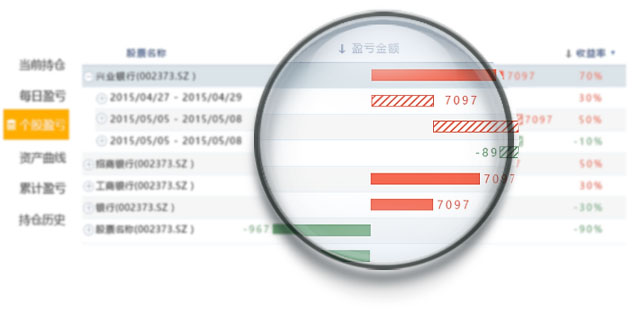 股票名称 ↓ 盈亏金额 ↓ 收益率
当前持仓
每日盈亏
个股盈亏
资产曲线
累计盈亏
持仓历史
兴业银行(002373.SZ ) 7097 70%
2015/04/27 - 2015/04/29 7097 30%
2015/05/05 - 2015/05/08 7097 50%
2015/05/05 - 2015/05/08 -89 -10%
招商银行(002373.SZ ) 50%
工商银行(002373.SZ ) 7097 30%
银行(002373.SZ ) 7097 -30%
股票名称(002373.SZ ) -967 -90%